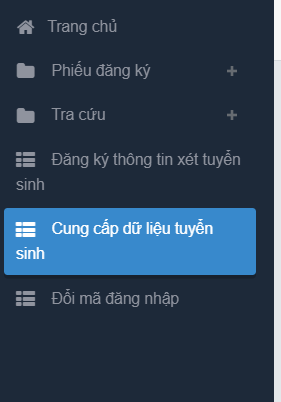 Trang chủ
Phiếu đăng ký
Tra cứu
Đăng ký thông tin xét tuyển
sinh
Cung cấp dữ liệu tuyển
sinh
Đổi mã đăng nhập